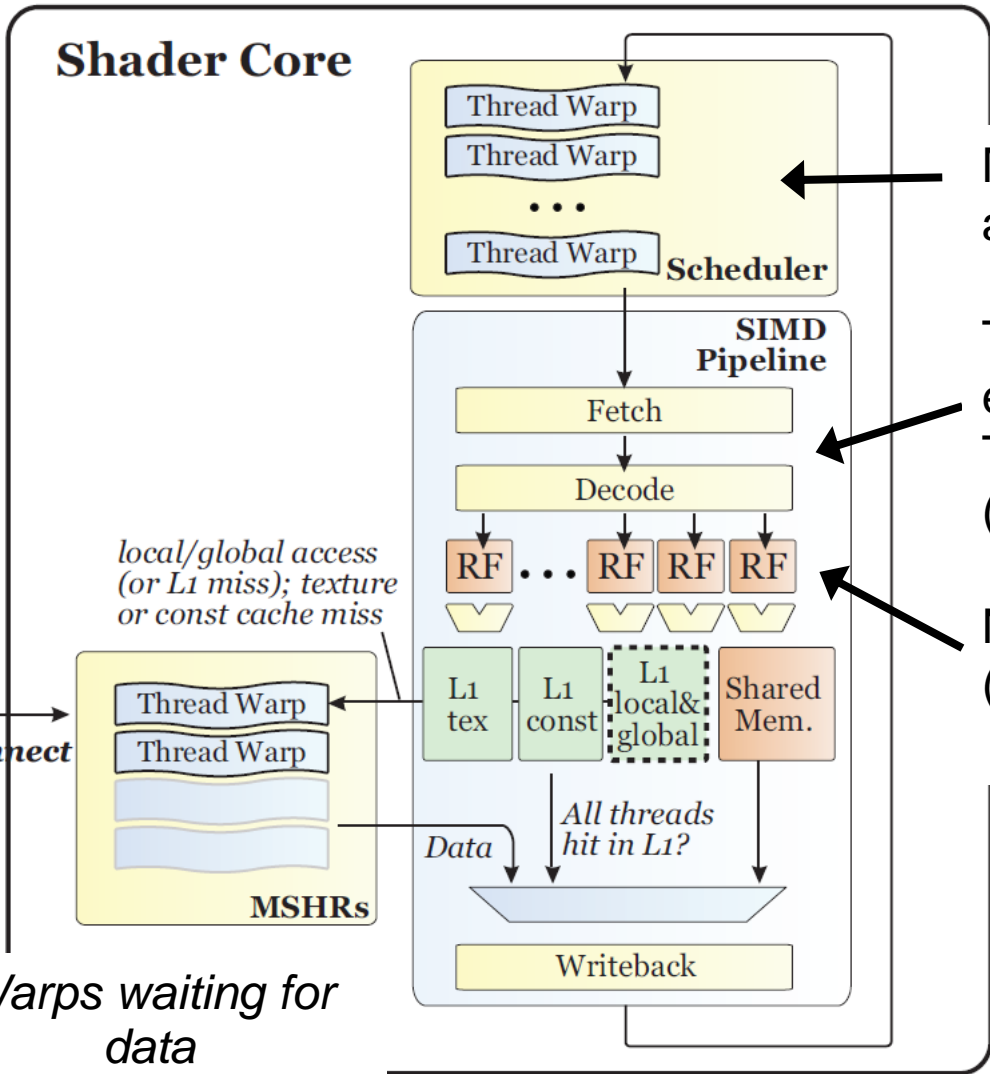 Shader Core
Thread Warp
Thread Warp
• • •
Thread Warp
Scheduler
SIMD
Pipeline
Fetch
Decode
RF • • • RF RF RF
local/global access
(or L1 miss); texture
or const cache miss
L1
tex
L1
const
L1
local&
global
Shared
Mem.
Thread Warp
Thread Warp
MSHRs
Data
All threads
hit in L1?
Writeback
waiting for
data